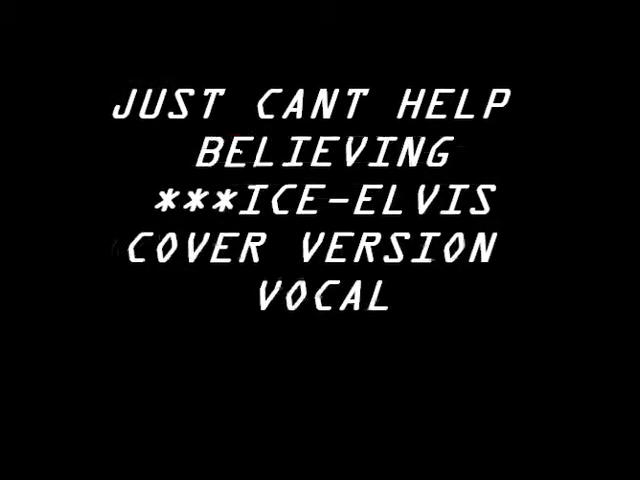 JUST CANT HELP
BELIEVING
***ICE-ELVIS
COVER VERSION
VOCAL